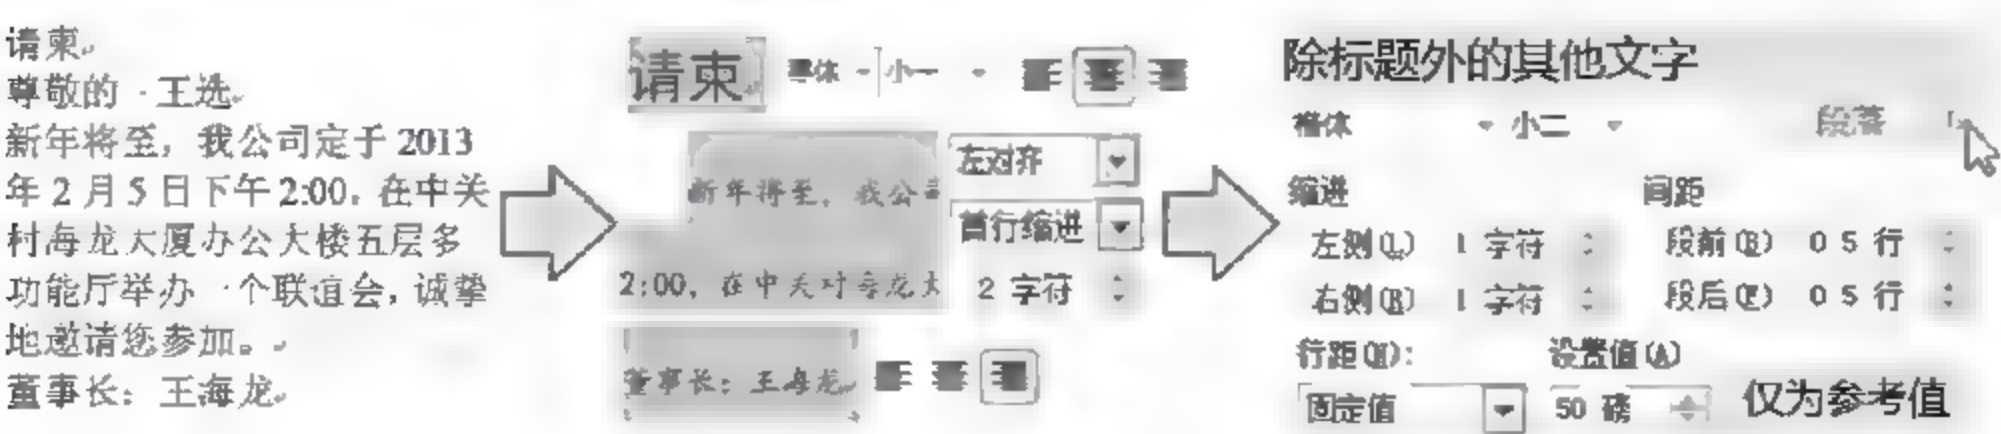 请柬
尊敬的 王选
新年将至，我公司定于 2013
年 2 月 5 日下午 2:00，在中关
村海龙大厦办公大楼五层多
功能厅举办一个联谊会，诚挚
地邀请您参加。
董事长：王海龙
请柬
隶体 小一
新年将至，我公司
2:00，在中关村海龙大
左对齐
首行缩进
2 字符
董事长：王海龙
除标题外的其他文字
楷体 小二 段落
缩进 间距
左侧(L) 1 字符 段前(B) 0 5 行
右侧(R) 1 字符 段后(F) 0 5 行
行距(N): 设置值(A)
固定值 50 磅 仅为参考值